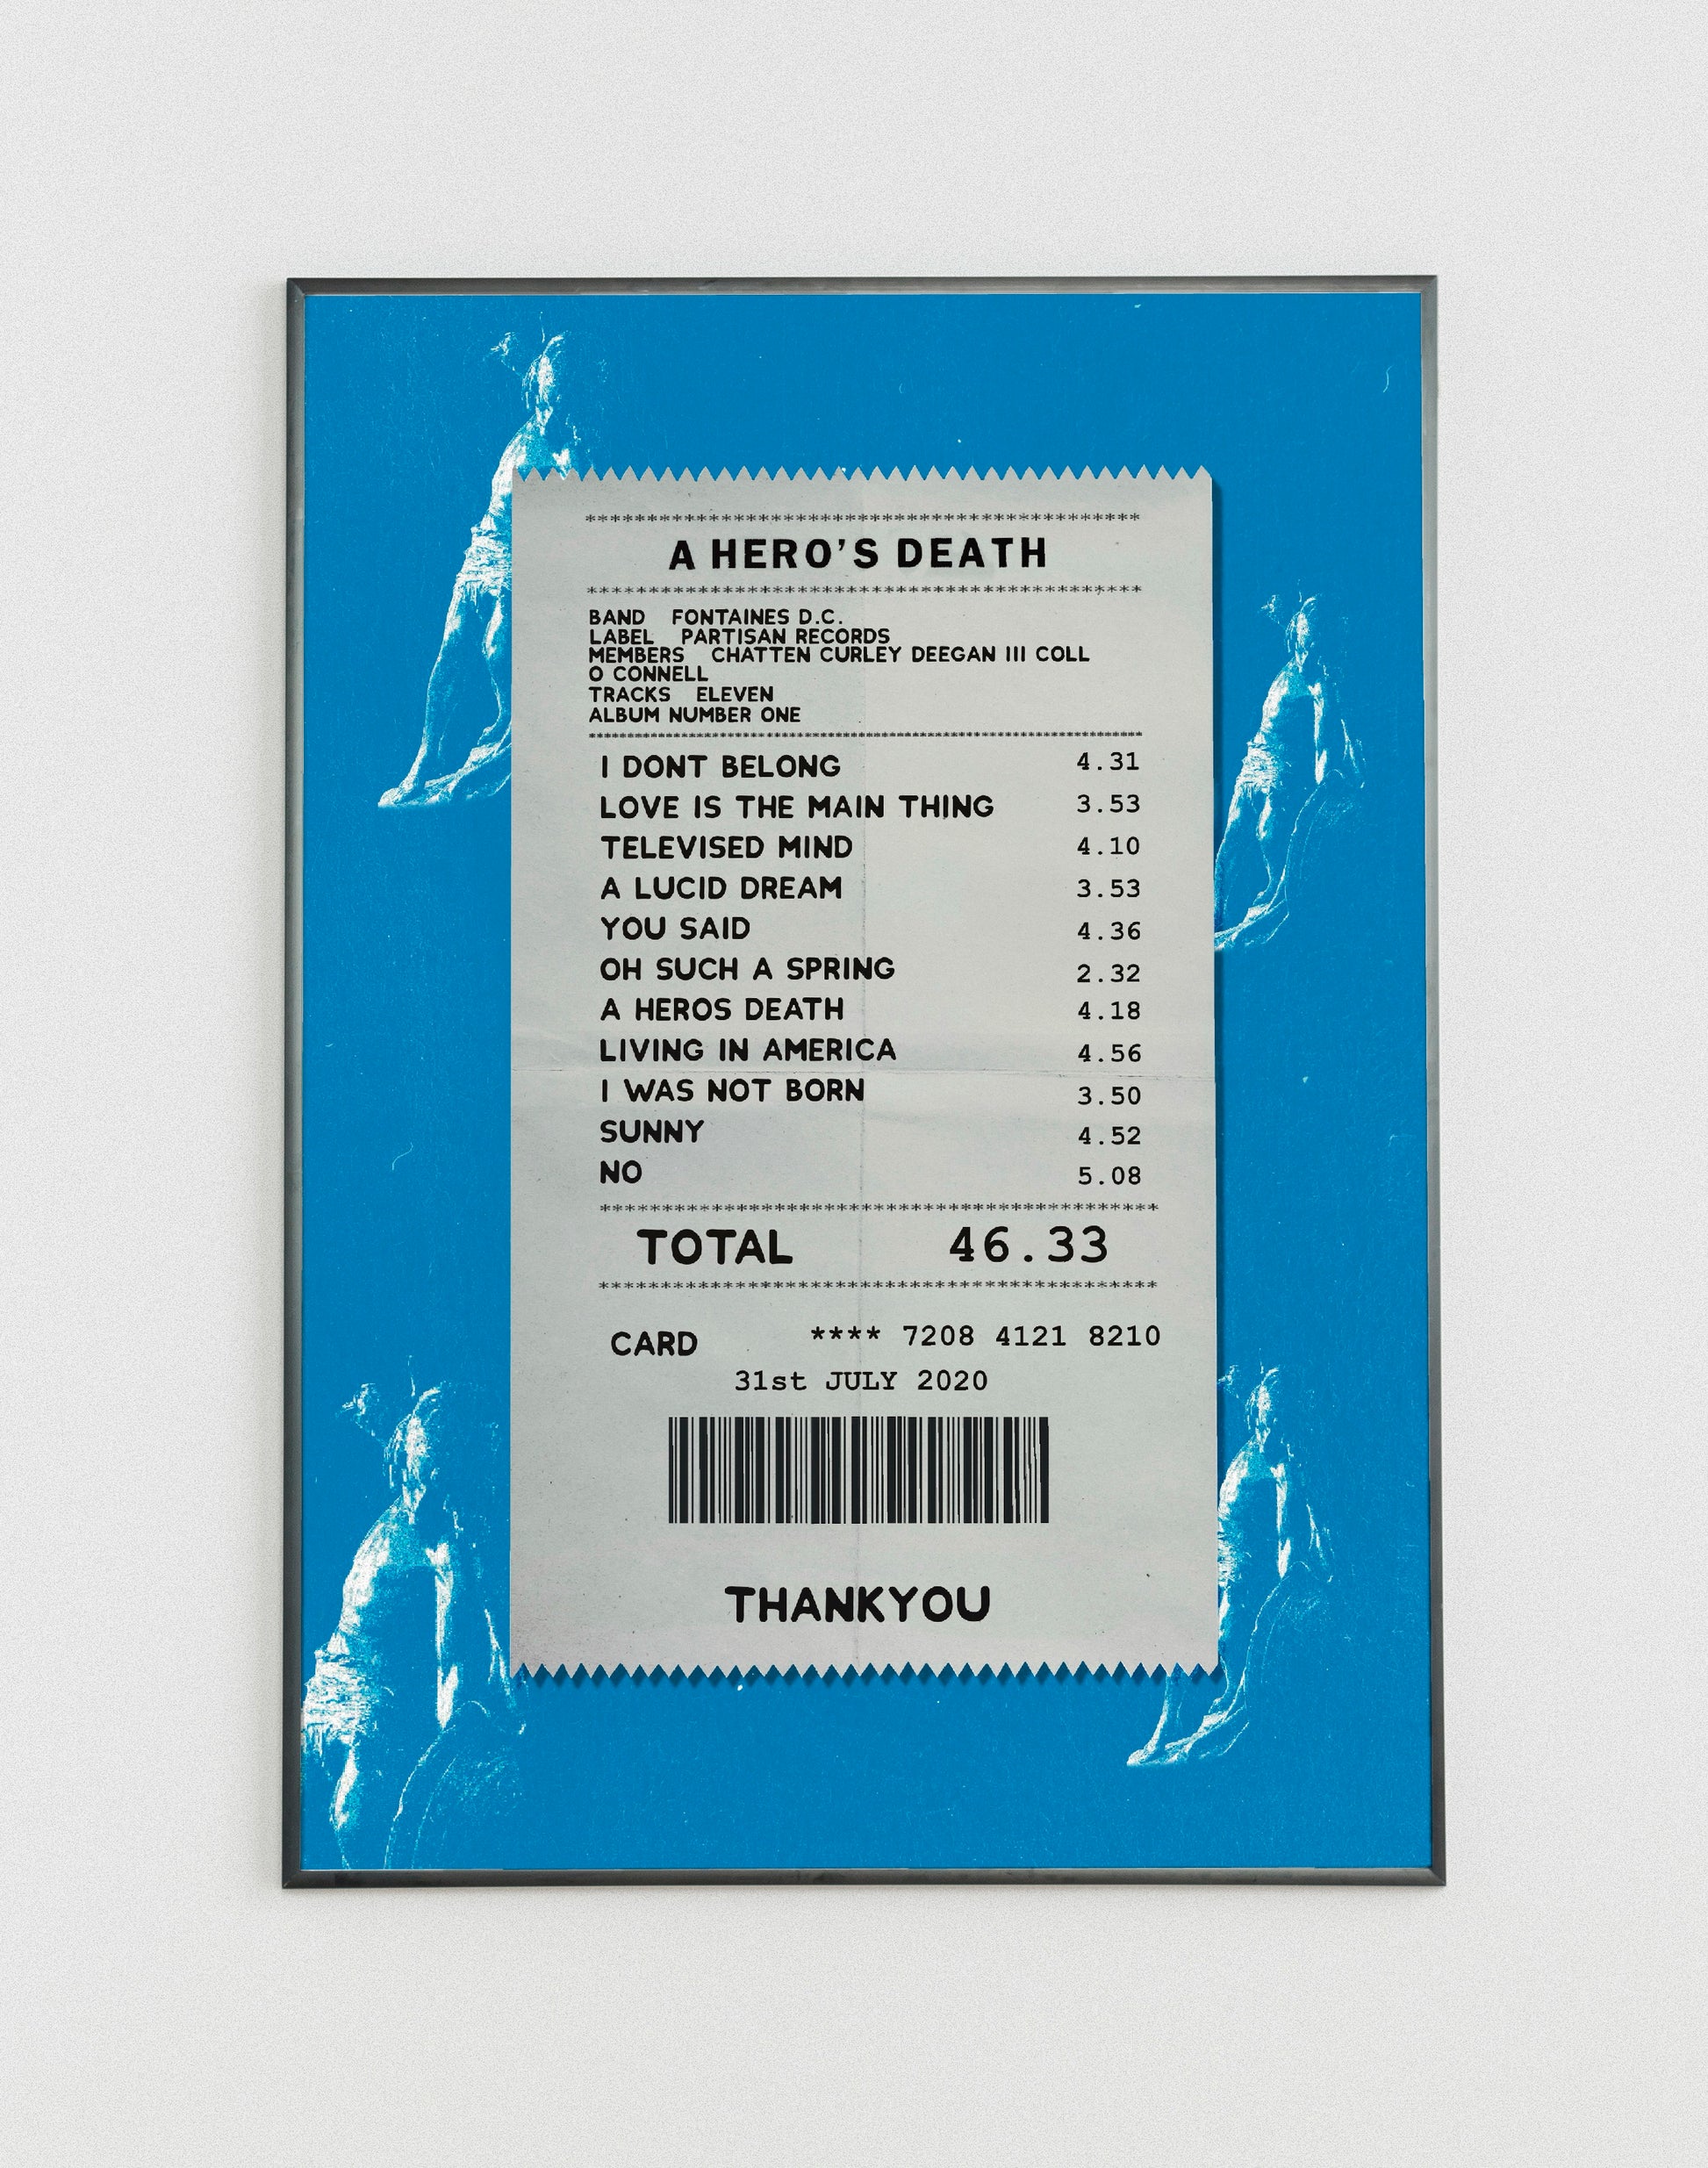 *********************************************
A HERO'S DEATH
*********************************************
BAND FONTAINES D.C.
LABEL PARTISAN RECORDS
MEMBERS CHATTEN CURLEY DEEGAN III COLL
O CONNELL
TRACKS ELEVEN
ALBUM NUMBER ONE
*********************************************
I DONT BELONG 4.31
LOVE IS THE MAIN THING 3.53
TELEVISED MIND 4.10
A LUCID DREAM 3.53
YOU SAID 4.36
OH SUCH A SPRING 2.32
A HEROS DEATH 4.18
LIVING IN AMERICA 4.56
I WAS NOT BORN 3.50
SUNNY 4.52
NO 5.08
*********************************************
TOTAL 46.33
*********************************************
CARD **** 7208 4121 8210
31st JULY 2020
THANKYOU